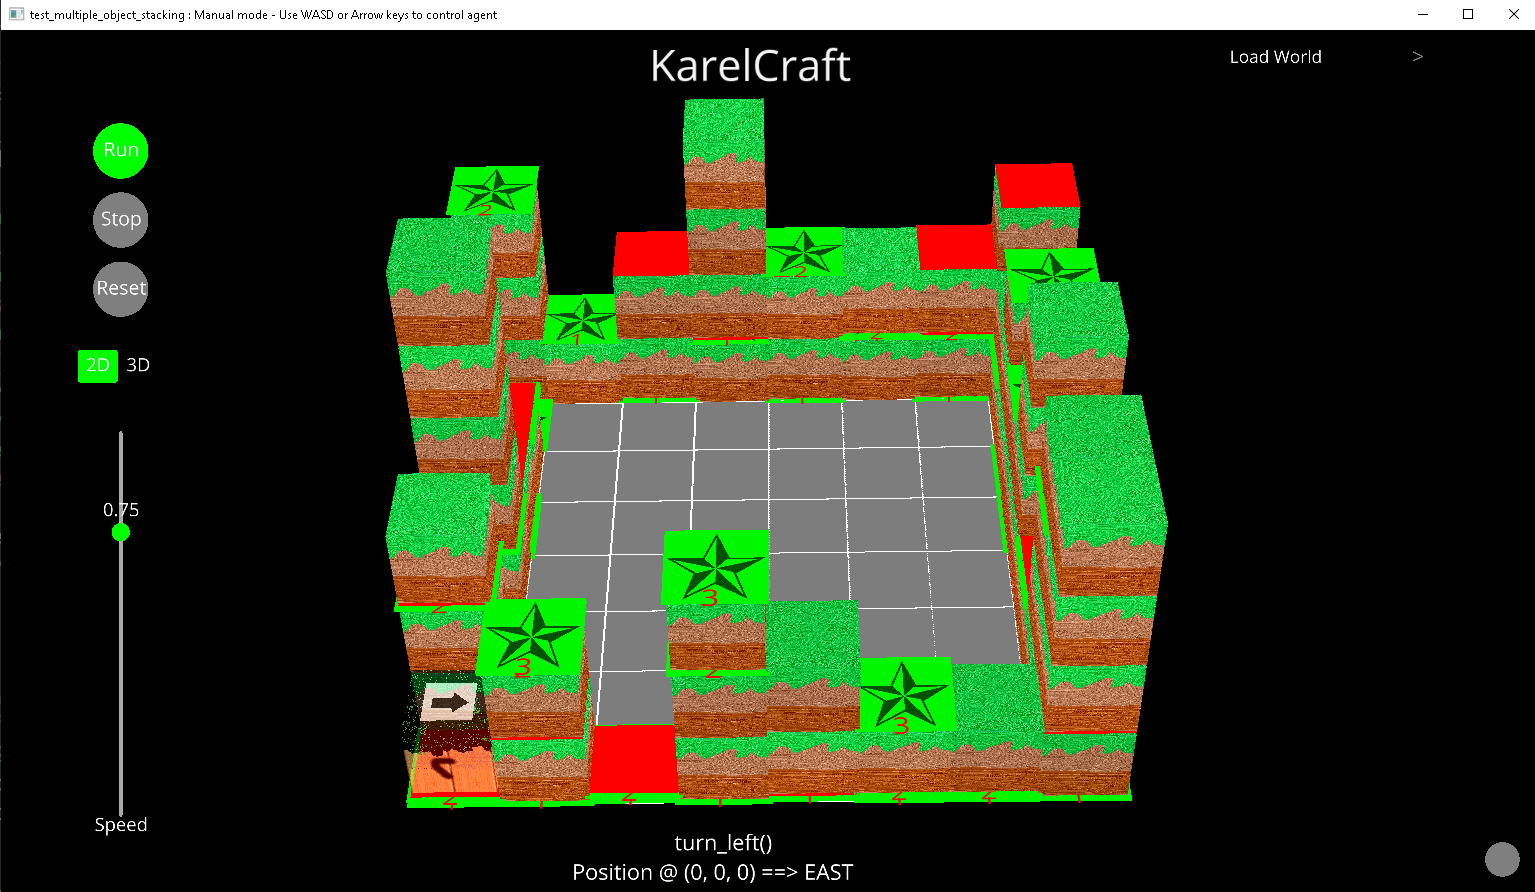 test_multiple_object_stacking : Manual mode - Use WASD or Arrow keys to control agent
KarelCraft
Load World >
Run
Stop
Reset
2D 3D
0.75
Speed
2
2
1
3
3
2
3
2
turn_left()
Position @ (0, 0, 0) ==> EAST